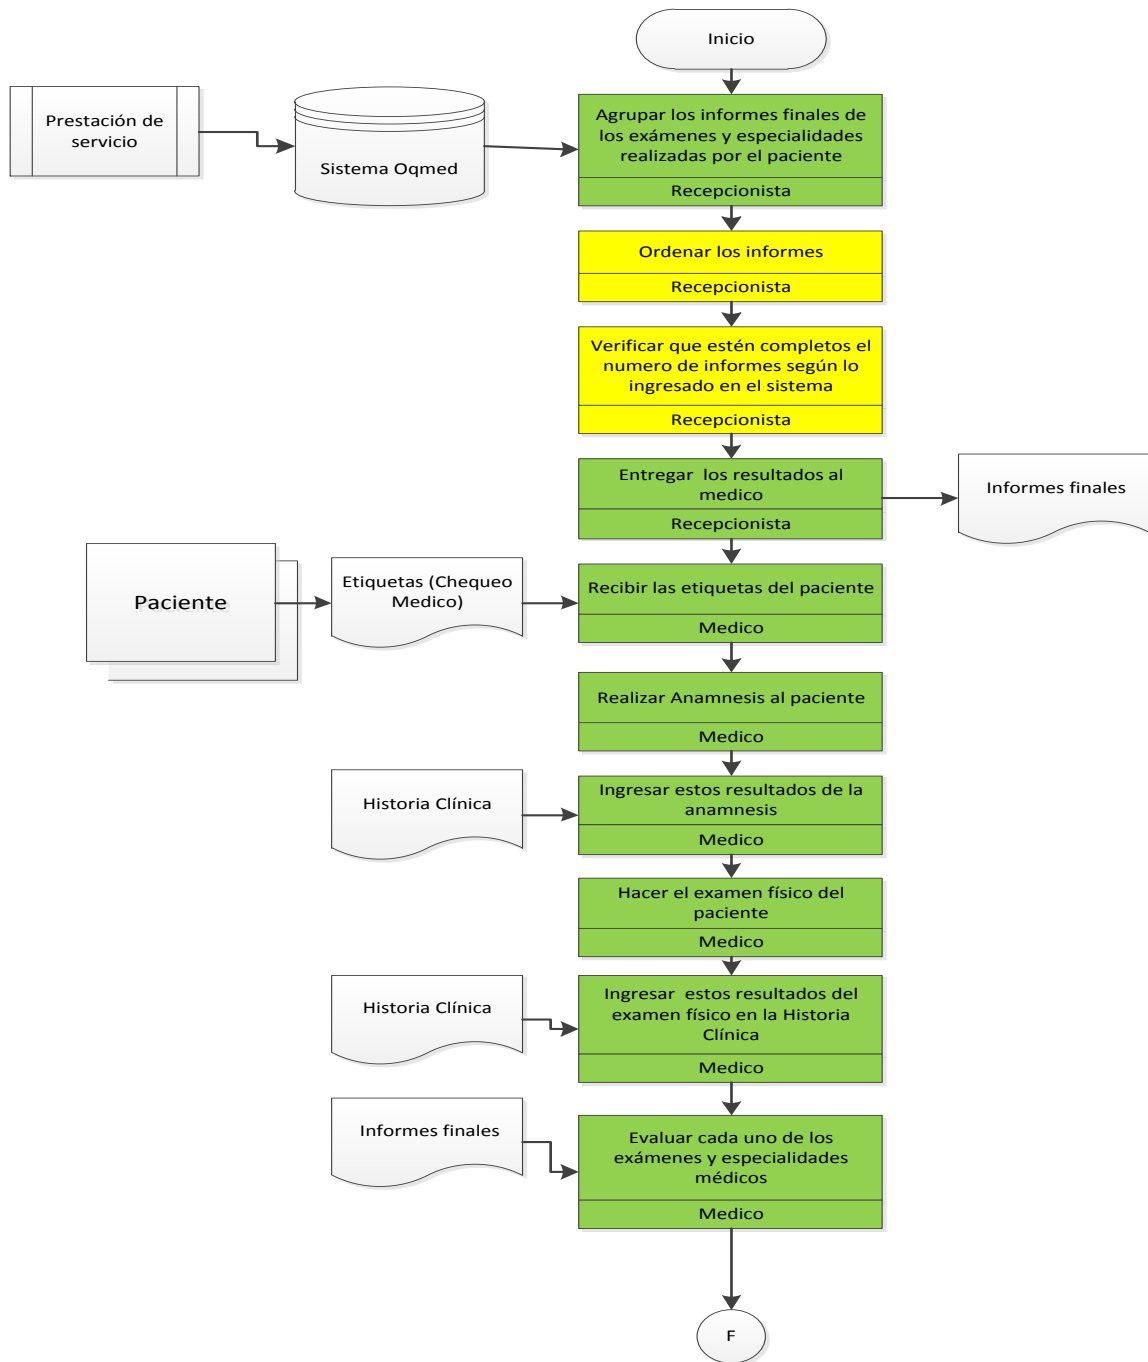 Inicio
Prestación de
servicio
Sistema Oqmed
Agrupar los informes finales de
los exámenes y especialidades
realizadas por el paciente
Recepcionista
Ordenar los informes
Recepcionista
Verificar que estén completos el
numero de informes según lo
ingresado en el sistema
Recepcionista
Entregar los resultados al
medico
Recepcionista
Informes finales
Paciente
Etiquetas (Chequeo
Medico)
Recibir las etiquetas del paciente
Medico
Realizar Anamnesis al paciente
Medico
Historia Clínica
Ingresar estos resultados de la
anamnesis
Medico
Hacer el examen físico del
paciente
Medico
Historia Clínica
Ingresar estos resultados del
examen físico en la Historia
Clínica
Medico
Informes finales
Evaluar cada uno de los
exámenes y especialidades
médicos
Medico
F